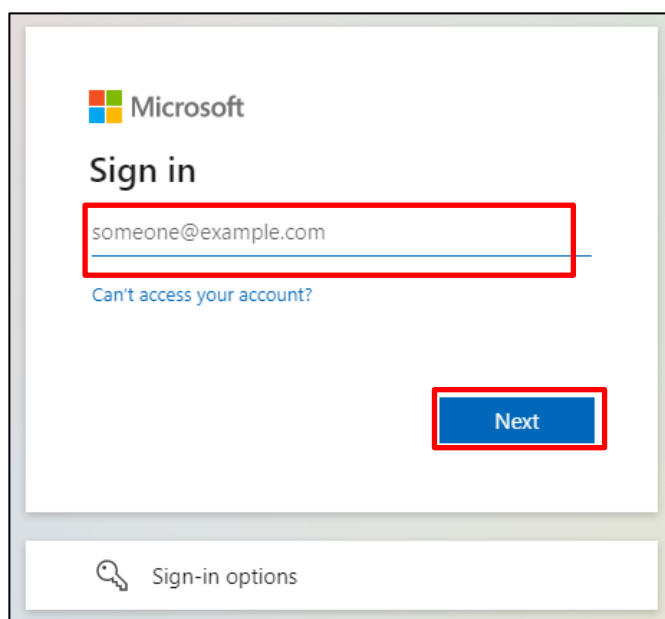 Microsoft
Sign in
someone@example.com
Can't access your account?
Next
Sign-in options